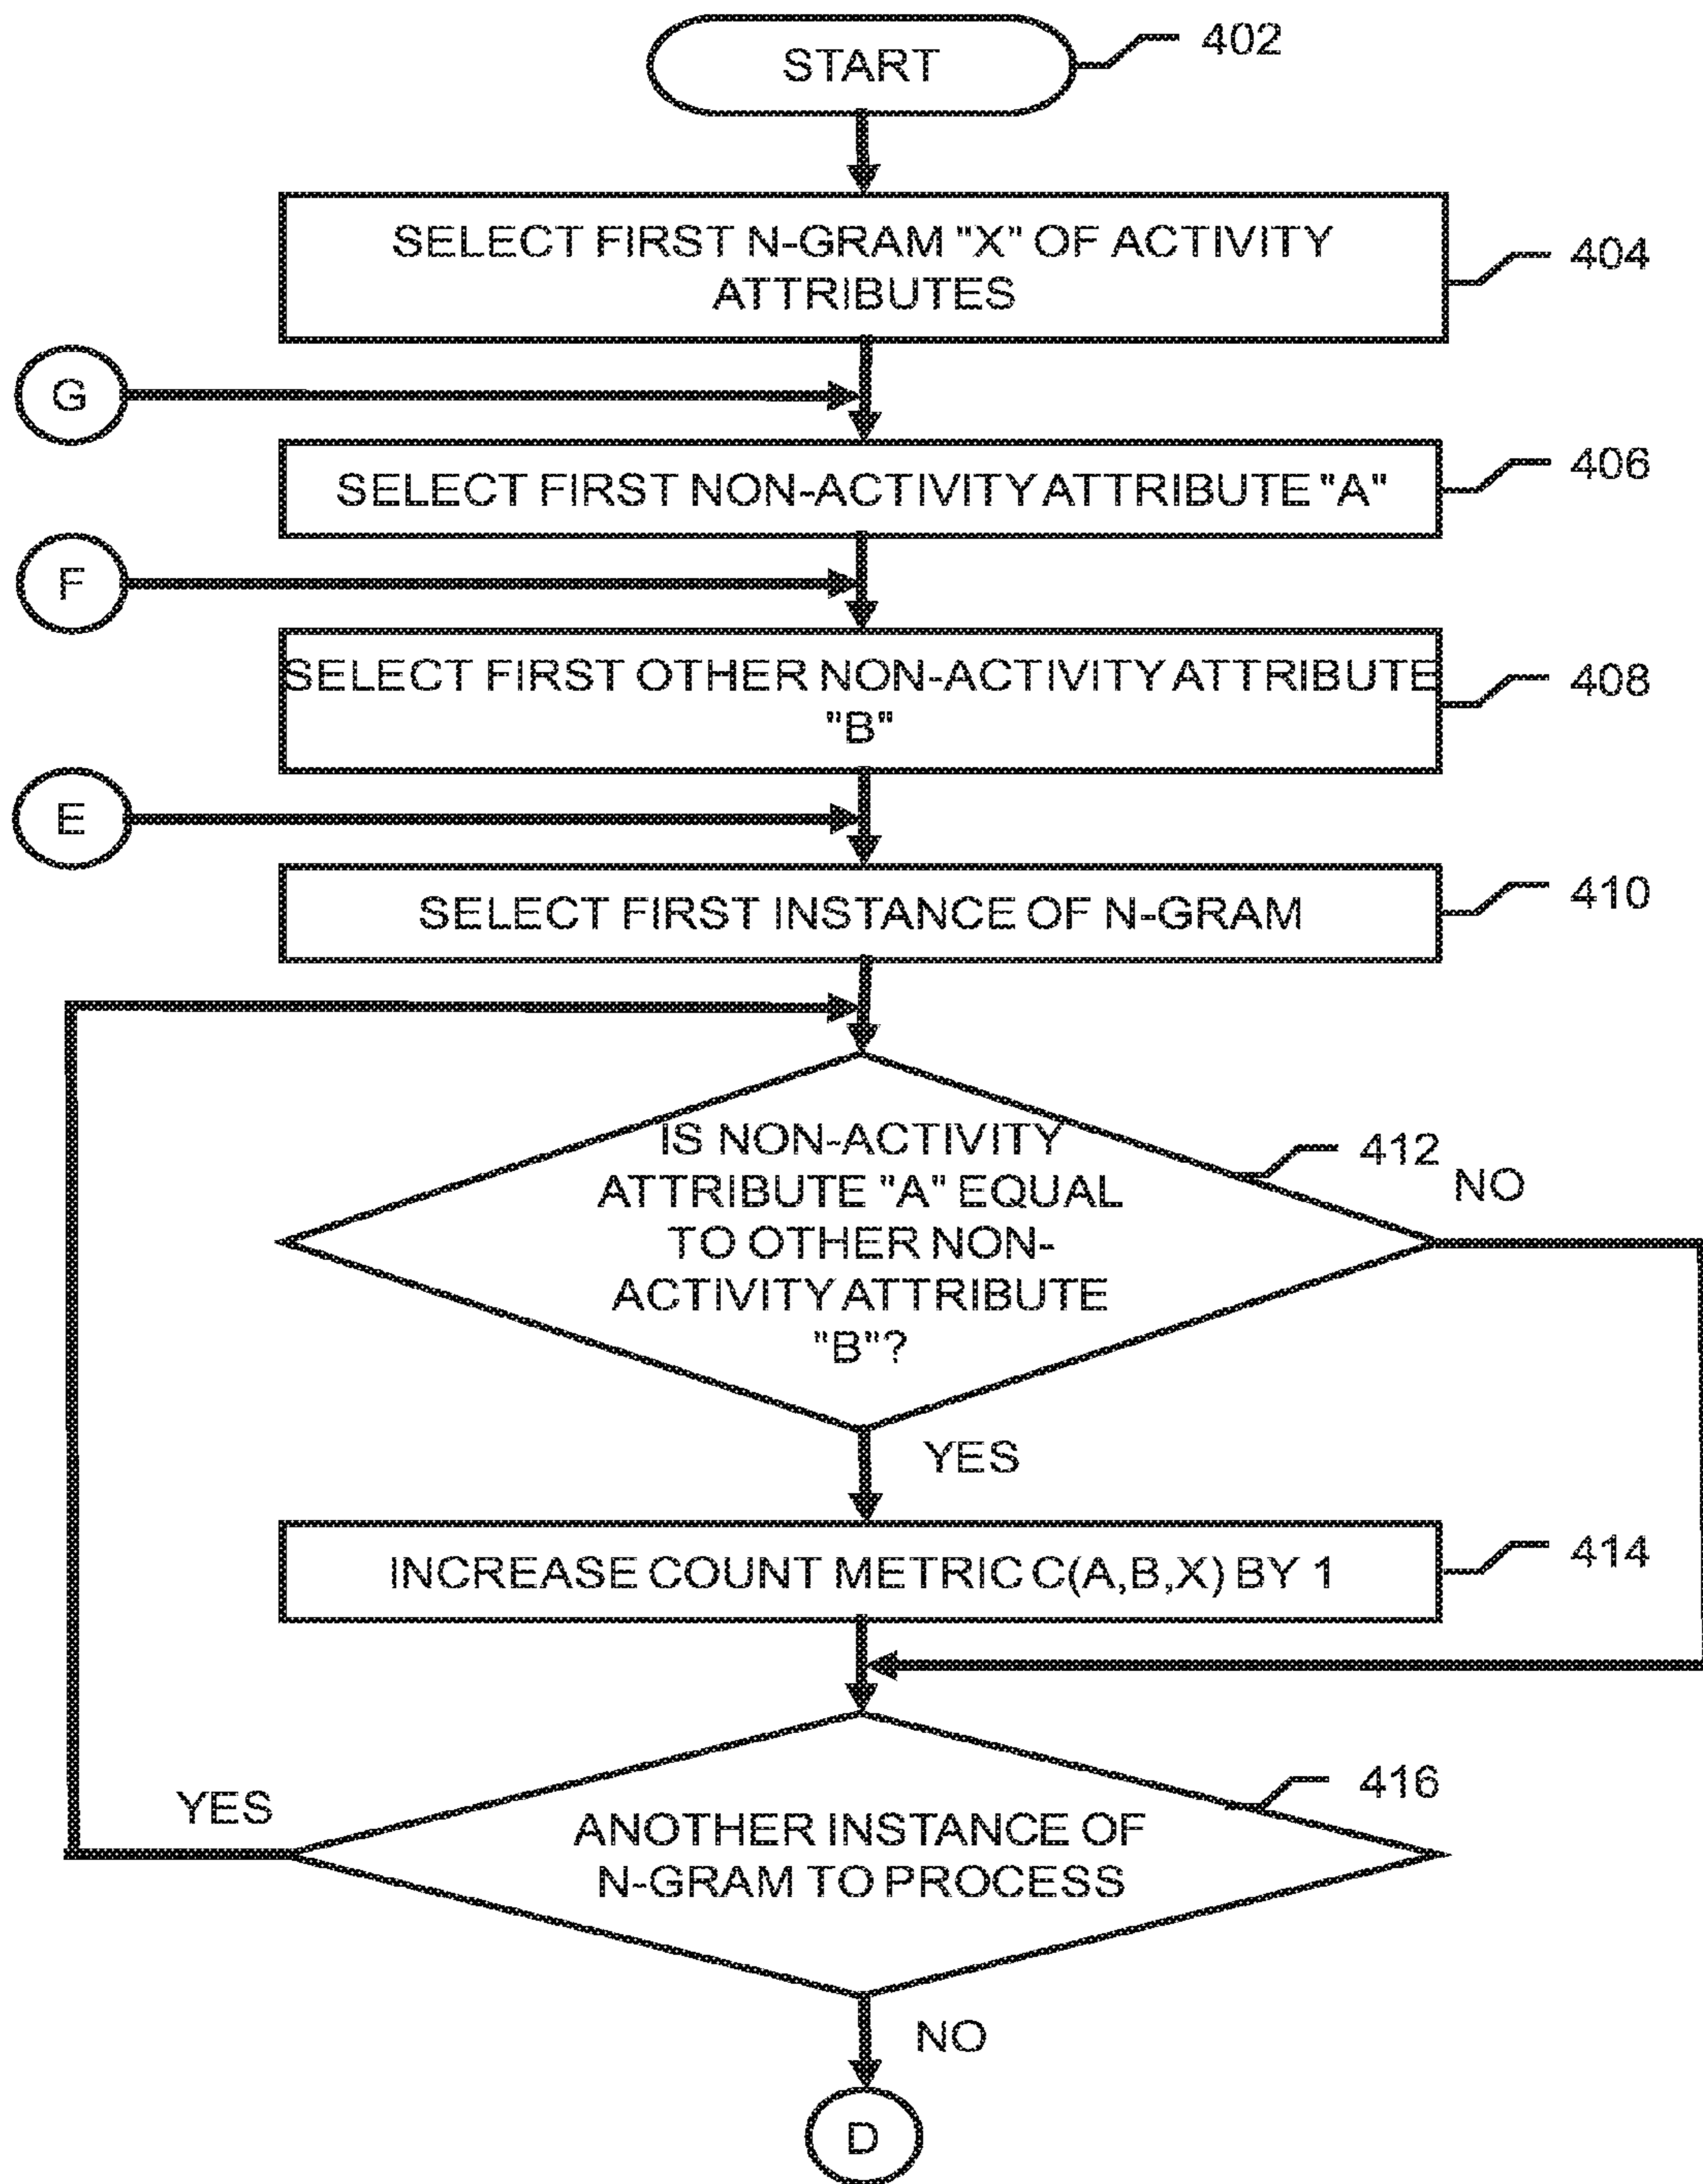 START
402
SELECT FIRST N-GRAM "X" OF ACTIVITY
ATTRIBUTES
404
G
SELECT FIRST NON-ACTIVITY ATTRIBUTE "A"
406
F
SELECT FIRST OTHER NON-ACTIVITY ATTRIBUTE
"B"
408
E
SELECT FIRST INSTANCE OF N-GRAM
410
IS NON-ACTIVITY
ATTRIBUTE "A" EQUAL
TO OTHER NON-
ACTIVITY ATTRIBUTE
"B"?
412
NO
YES
INCREASE COUNT METRIC C(A,B,X) BY 1
414
YES
ANOTHER INSTANCE OF
N-GRAM TO PROCESS
416
NO
D